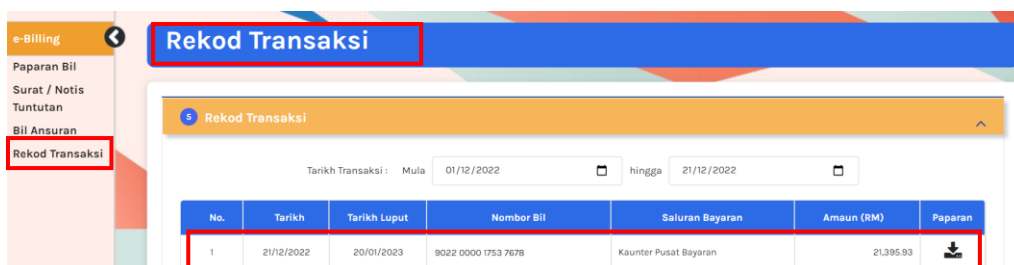 e-Billing
Paparan Bil
Surat / Notis
Tuntutan
Bil Ansuran
Rekod Transaksi
Rekod Transaksi
5 Rekod Transaksi
Tarikh Transaksi : Mula 01/12/2022 hingga 21/12/2022
No. Tarikh Tarikh Luput Nombor Bil Saluran Bayaran Amaun (RM) Paparan
1 21/12/2022 20/01/2023 9022 0000 1753 7678 Kaunter Pusat Bayaran 21,395.93